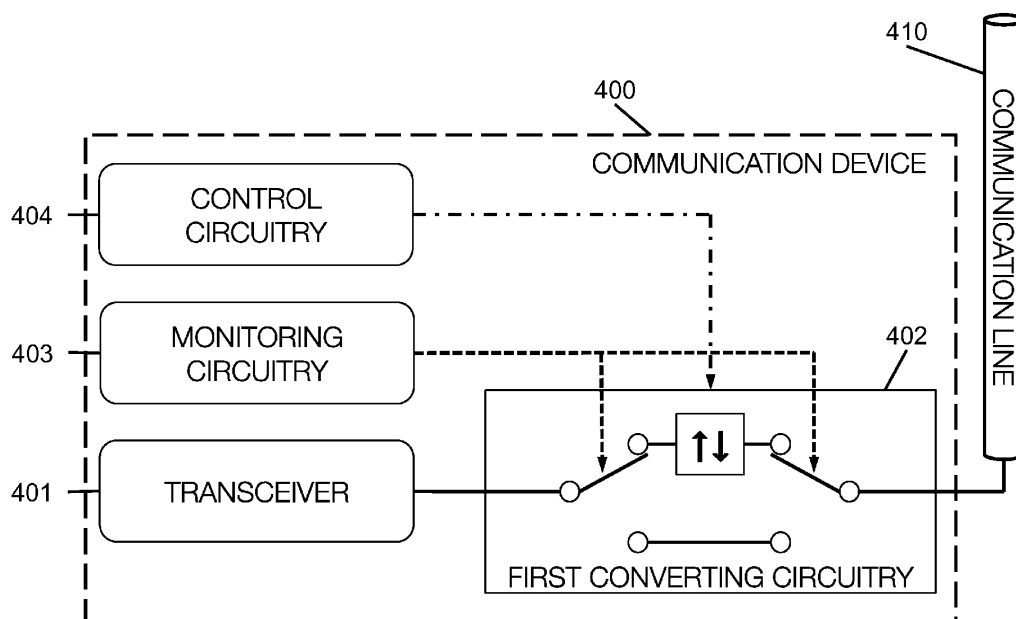 410
400
COMMUNICATION DEVICE
COMMUNICATION LINE
404
CONTROL
CIRCUITRY
403
MONITORING
CIRCUITRY
402
↑↓
401
TRANSCEIVER
FIRST CONVERTING CIRCUITRY